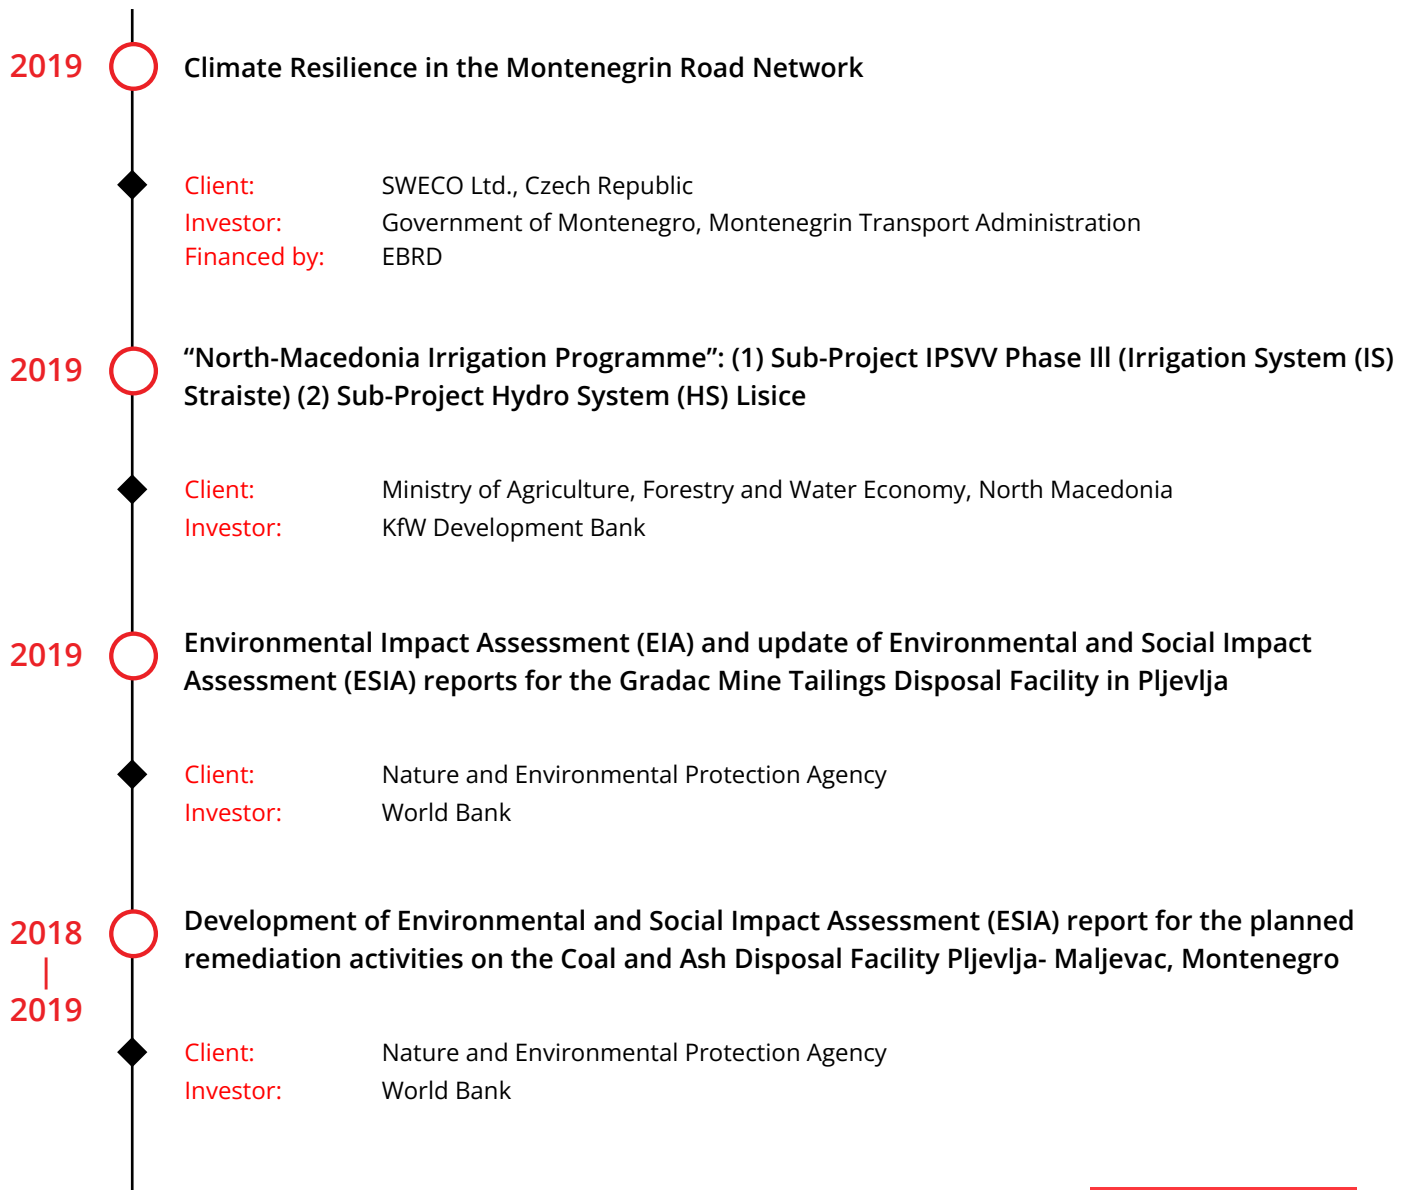 2019
Climate Resilience in the Montenegrin Road Network
Client: SWECO Ltd., Czech Republic
Investor: Government of Montenegro, Montenegrin Transport Administration
Financed by: EBRD
2019
“North-Macedonia Irrigation Programme”: (1) Sub-Project IPSVV Phase Ill (Irrigation System (IS)
Straiste) (2) Sub-Project Hydro System (HS) Lisice
Client: Ministry of Agriculture, Forestry and Water Economy, North Macedonia
Investor: KfW Development Bank
2019
Environmental Impact Assessment (EIA) and update of Environmental and Social Impact
Assessment (ESIA) reports for the Gradac Mine Tailings Disposal Facility in Pljevlja
Client: Nature and Environmental Protection Agency
Investor: World Bank
2018
|
2019
Development of Environmental and Social Impact Assessment (ESIA) report for the planned
remediation activities on the Coal and Ash Disposal Facility Pljevlja- Maljevac, Montenegro
Client: Nature and Environmental Protection Agency
Investor: World Bank